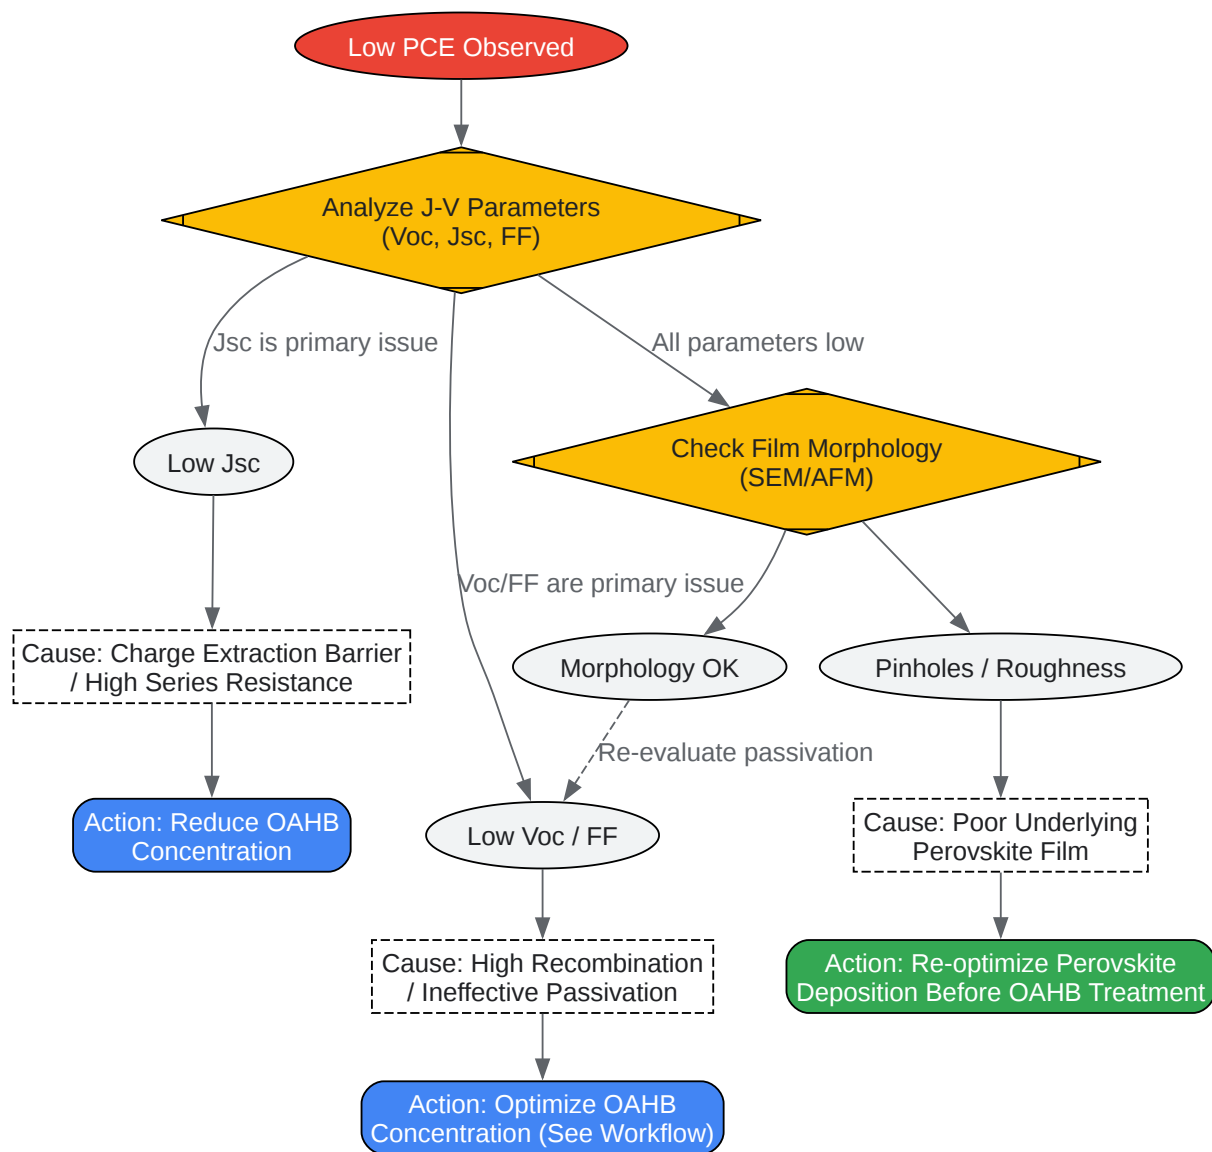 Low PCE Observed
Analyze J-V Parameters
(Voc, Jsc, FF)
Jsc is primary issue
All parameters low
Low Jsc
Check Film Morphology
(SEM/AFM)
Voc/FF are primary issue
Cause: Charge Extraction Barrier
/ High Series Resistance
Morphology OK
Pinholes / Roughness
Re-evaluate passivation
Action: Reduce OAHB
Concentration
Low Voc / FF
Cause: Poor Underlying
Perovskite Film
Cause: High Recombination
/ Ineffective Passivation
Action: Re-optimize Perovskite
Deposition Before OAHB Treatment
Action: Optimize OAHB
Concentration (See Workflow)